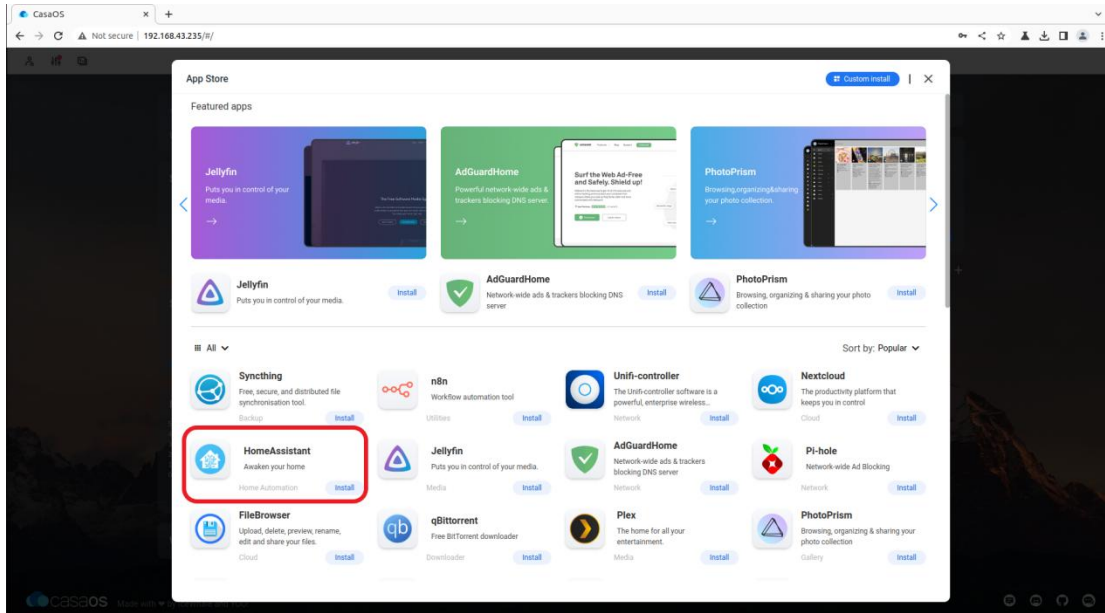 CasaOS
Not secure | 192.168.43.235/#/
App Store
Custom install
Featured apps
Jellyfin
Puts you in control of your
media.
AdGuardHome
Powerful network-wide ads &
trackers blocking DNS server.
Surf the Web Ad-Free
and Safely. Shield up!
PhotoPrism
Browsing,organizing&sharing
your photo collection.
Jellyfin
Puts you in control of your media.
Install
AdGuardHome
Network-wide ads & trackers blocking DNS
server
Install
PhotoPrism
Browsing, organizing & sharing your photo
collection
Install
All
Sort by: Popular
Syncthing
Free, secure, and distributed file
synchronisation tool.
Backup
Install
n8n
Workflow automation tool
Utilities
Install
Unifi-controller
The Unifi-controller software is a
powerful, enterprise wireless...
Network
Install
Nextcloud
The productivity platform that
keeps you in control
Cloud
Install
HomeAssistant
Awaken your home
Home Automation
Install
Jellyfin
Puts you in control of your media.
Media
Install
AdGuardHome
Network-wide ads & trackers
blocking DNS server
Network
Install
Pi-hole
Network-wide Ad Blocking
Network
Install
FileBrowser
Upload, delete, preview, rename,
edit and share your files.
Cloud
Install
qb
qBittorrent
Free BitTorrent downloader
Downloader
Install
Plex
The home for all your
entertainment.
Media
Install
PhotoPrism
Browsing, organizing & sharing your
photo collection
Gallery
Install
CasaOS
Made with